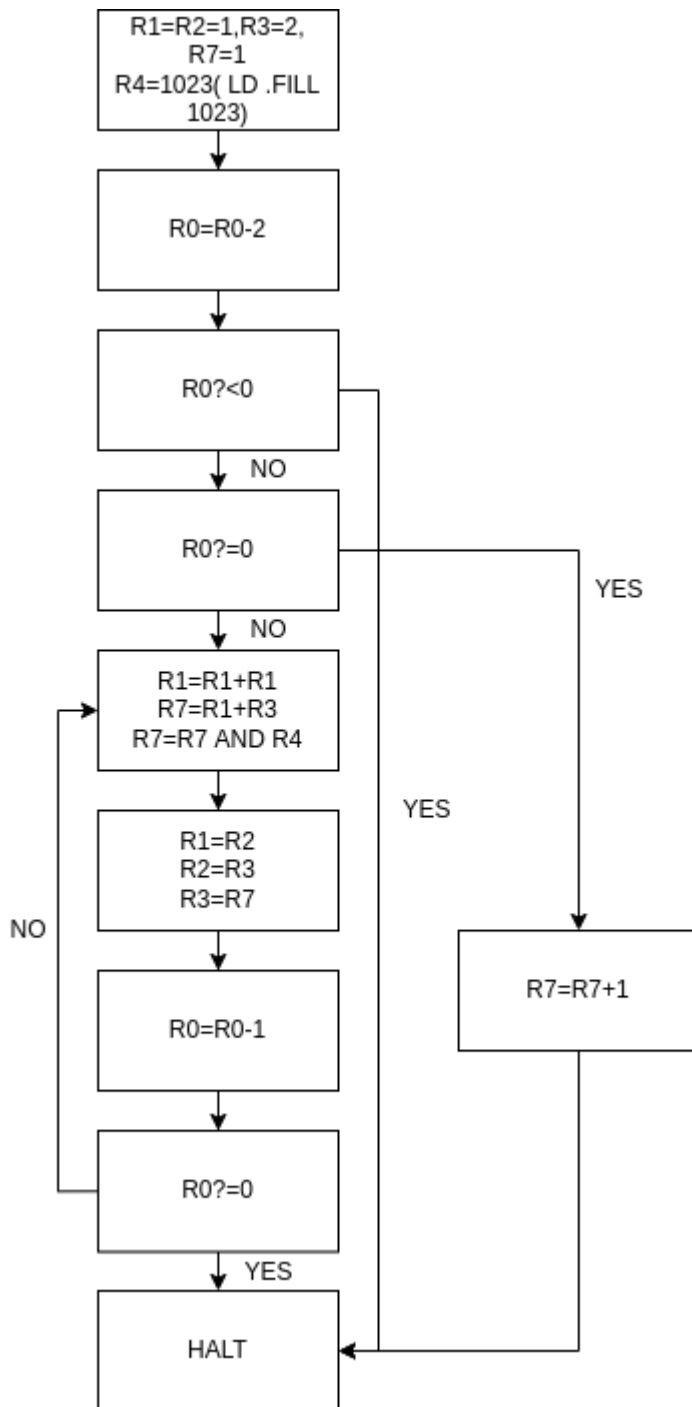 R1=R2=1,R3=2,
R7=1
R4=1023( LD .FILL
1023)
R0=R0-2
R0?<0
NO
R0?=0
YES
NO
R1=R1+R1
R7=R1+R3
R7=R7 AND R4
YES
R1=R2
R2=R3
R3=R7
NO
R0=R0-1
R7=R7+1
R0?=0
YES
HALT